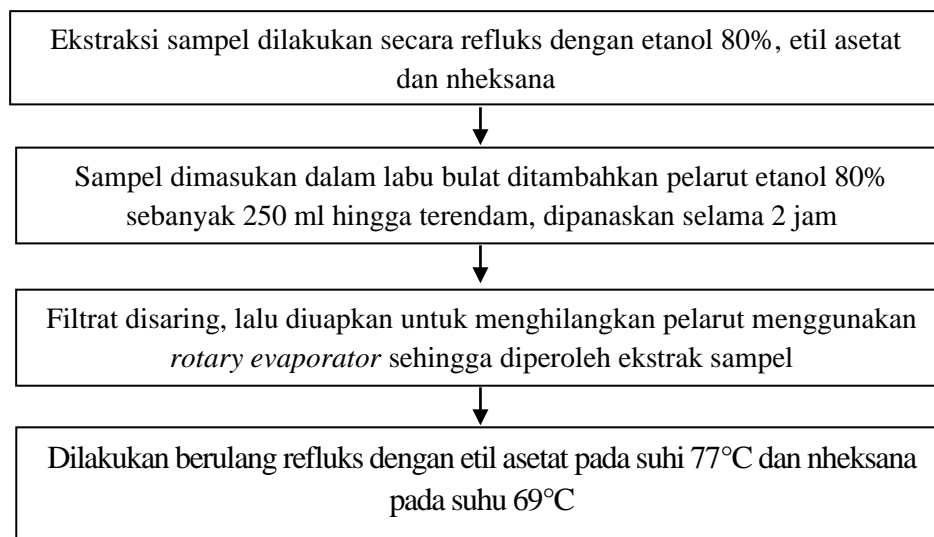 Ekstraksi sampel dilakukan secara refluks dengan etanol 80%, etil asetat
dan nheksana
Sampel dimasukan dalam labu bulat ditambahkan pelarut etanol 80%
sebanyak 250 ml hingga terendam, dipanaskan selama 2 jam
Filtrat disaring, lalu diuapkan untuk menghilangkan pelarut menggunakan
rotary evaporator sehingga diperoleh ekstrak sampel
Dilakukan berulang refluks dengan etil asetat pada suhi 77°C dan nheksana
pada suhu 69°C